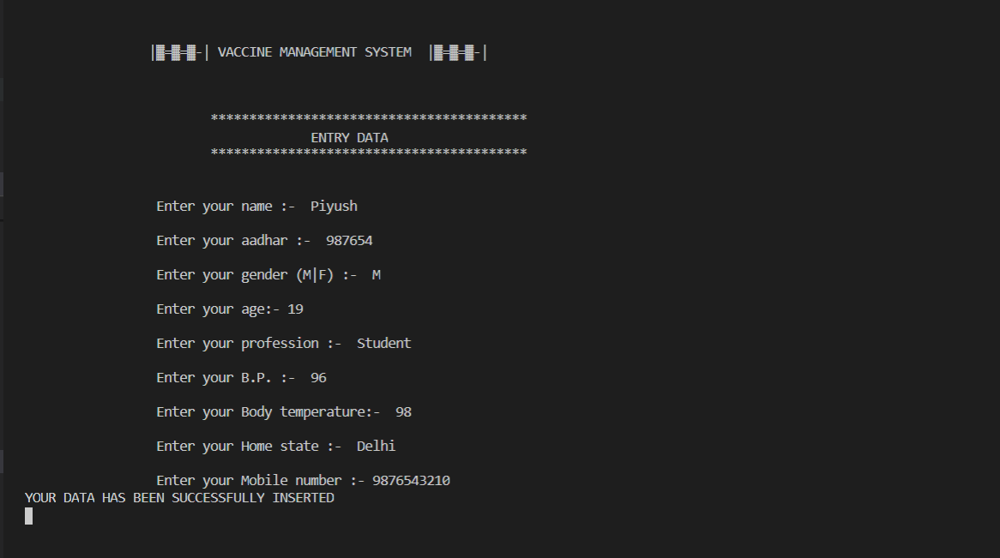 |▓=▓=▓-| VACCINE MANAGEMENT SYSTEM |▓=▓=▓-|
*****************************************
ENTRY DATA
*****************************************
Enter your name :- Piyush
Enter your aadhar :- 987654
Enter your gender (M|F) :- M
Enter your age:- 19
Enter your profession :- Student
Enter your B.P. :- 96
Enter your Body temperature:- 98
Enter your Home state :- Delhi
Enter your Mobile number :- 9876543210
YOUR DATA HAS BEEN SUCCESSFULLY INSERTED